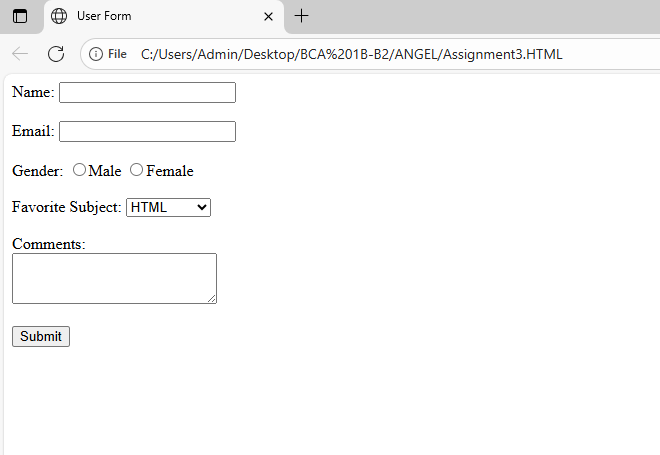 User Form
File C:/Users/Admin/Desktop/BCA%201B-B2/ANGEL/Assignment3.HTML
Name:
Email:
Gender: Male Female
Favorite Subject: HTML
Comments:
Submit